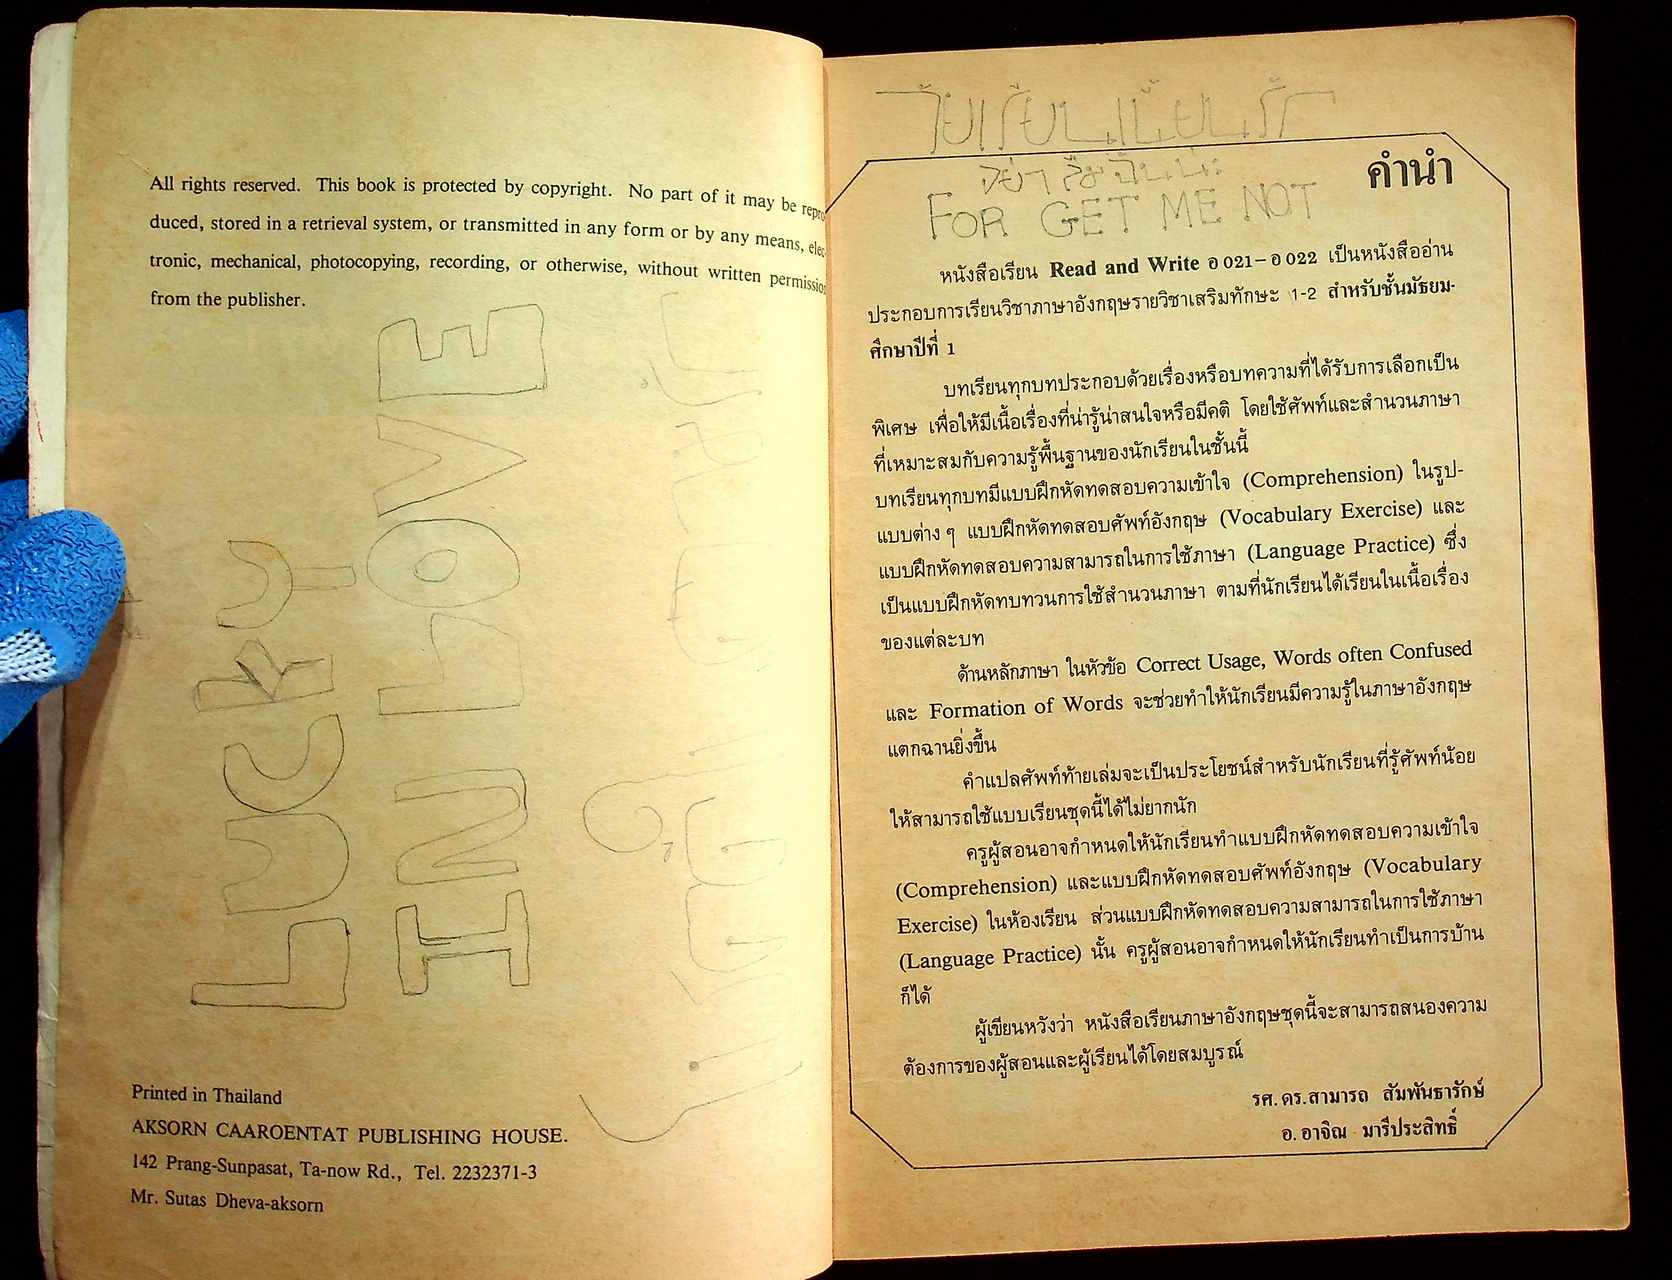 All rights reserved. This book is protected by copyright. No part of it may be repro
duced, stored in a retrieval system, or transmitted in any form or by any means, elec-
tronic, mechanical, photocopying, recording, or otherwise, without written permission
from the publisher.
LUCKY
IN LOVE
Printed in Thailand
AKSORN CAAROENTAT PUBLISHING HOUSE.
142 Prang-Sunpasat, Ta-now Rd., Tel. 2232371-3
Mr. Sutas Dheva-aksorn
วัยเรียน
อย่าลืมฉันนะ
FOR GET ME NOT
คำนำ
หนังสือเรียน Read and Write อ 021–อ 022 เป็นหนังสืออ่าน
ประกอบการเรียนวิชาภาษาอังกฤษรายวิชาเสริมทักษะ 1-2 สำหรับชั้นมัธยม-
ศึกษาปีที่ 1
บทเรียนทุกบทประกอบด้วยเรื่องหรือบทความที่ได้รับการเลือกเป็น
พิเศษ เพื่อให้มีเนื้อเรื่องที่น่ารู้น่าสนใจหรือมีคติ โดยใช้ศัพท์และสำนวนภาษา
ที่เหมาะสมกับความรู้พื้นฐานของนักเรียนในชั้นนี้
บทเรียนทุกบทมีแบบฝึกหัดทดสอบความเข้าใจ (Comprehension) ในรูป-
แบบต่าง ๆ แบบฝึกหัดทดสอบศัพท์อังกฤษ (Vocabulary Exercise) และ
แบบฝึกหัดทดสอบความสามารถในการใช้ภาษา (Language Practice) ซึ่ง
เป็นแบบฝึกหัดทบทวนการใช้สำนวนภาษา ตามที่นักเรียนได้เรียนในเนื้อเรื่อง
ของแต่ละบท
ด้านหลักภาษา ในหัวข้อ Correct Usage, Words often Confused
และ Formation of Words จะช่วยทำให้นักเรียนมีความรู้ในภาษาอังกฤษ
แตกฉานยิ่งขึ้น
คำแปลศัพท์ท้ายเล่มจะเป็นประโยชน์สำหรับนักเรียนที่รู้ศัพท์น้อย
ให้สามารถใช้แบบเรียนชุดนี้ได้ไม่ยากนัก
ครูผู้สอนอาจกำหนดให้นักเรียนทำแบบฝึกหัดทดสอบความเข้าใจ
(Comprehension) และแบบฝึกหัดทดสอบศัพท์อังกฤษ (Vocabulary
Exercise) ในห้องเรียน ส่วนแบบฝึกหัดทดสอบความสามารถในการใช้ภาษา
(Language Practice) นั้น ครูผู้สอนอาจกำหนดให้นักเรียนทำเป็นการบ้าน
ก็ได้
ผู้เขียนหวังว่า หนังสือเรียนภาษาอังกฤษชุดนี้จะสามารถสนองความ
ต้องการของผู้สอนและผู้เรียนได้โดยสมบูรณ์
รศ. ดร. สามารถ สัมพันธารักษ์
อ. อาจิณ มารีประสิทธิ์